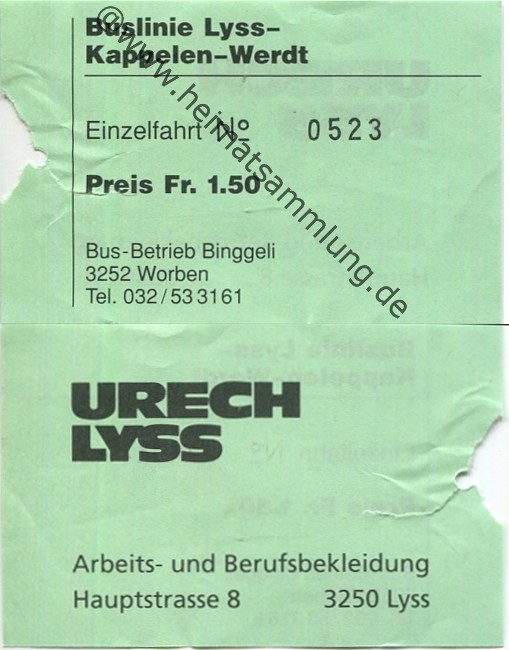 Buslinie Lyss–
Kappelen–Werdt
Einzelfahrt No 0523
Preis Fr. 1.50
Bus-Betrieb Binggeli
3252 Worben
Tel. 032/53 31 61
©www.heimatsammlung.de
URECH
LYSS
Arbeits- und Berufsbekleidung
Hauptstrasse 8 3250 Lyss